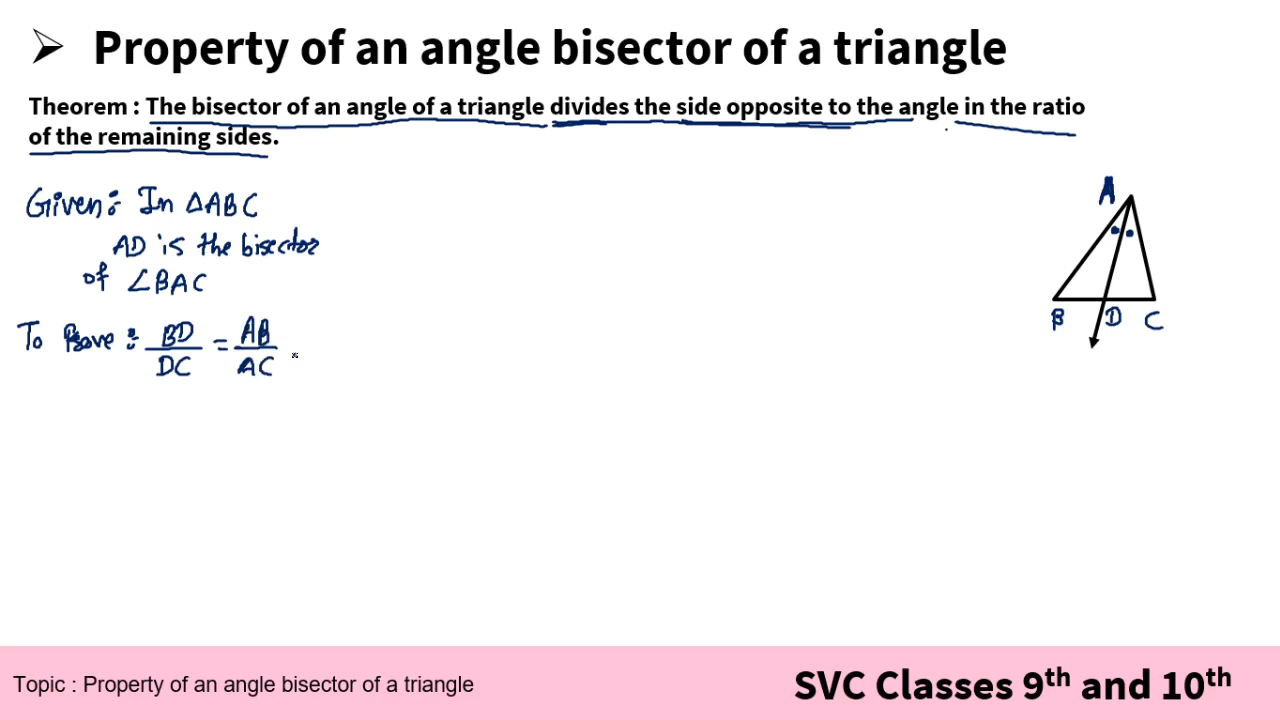 Property of an angle bisector of a triangle
Theorem : The bisector of an angle of a triangle divides the side opposite to the angle in the ratio
of the remaining sides.
Given: In △ABC
AD is the bisector
of ∠BAC
To Prove : BD/DC = AB/AC
A
B D C
Topic : Property of an angle bisector of a triangle
SVC Classes 9th and 10th